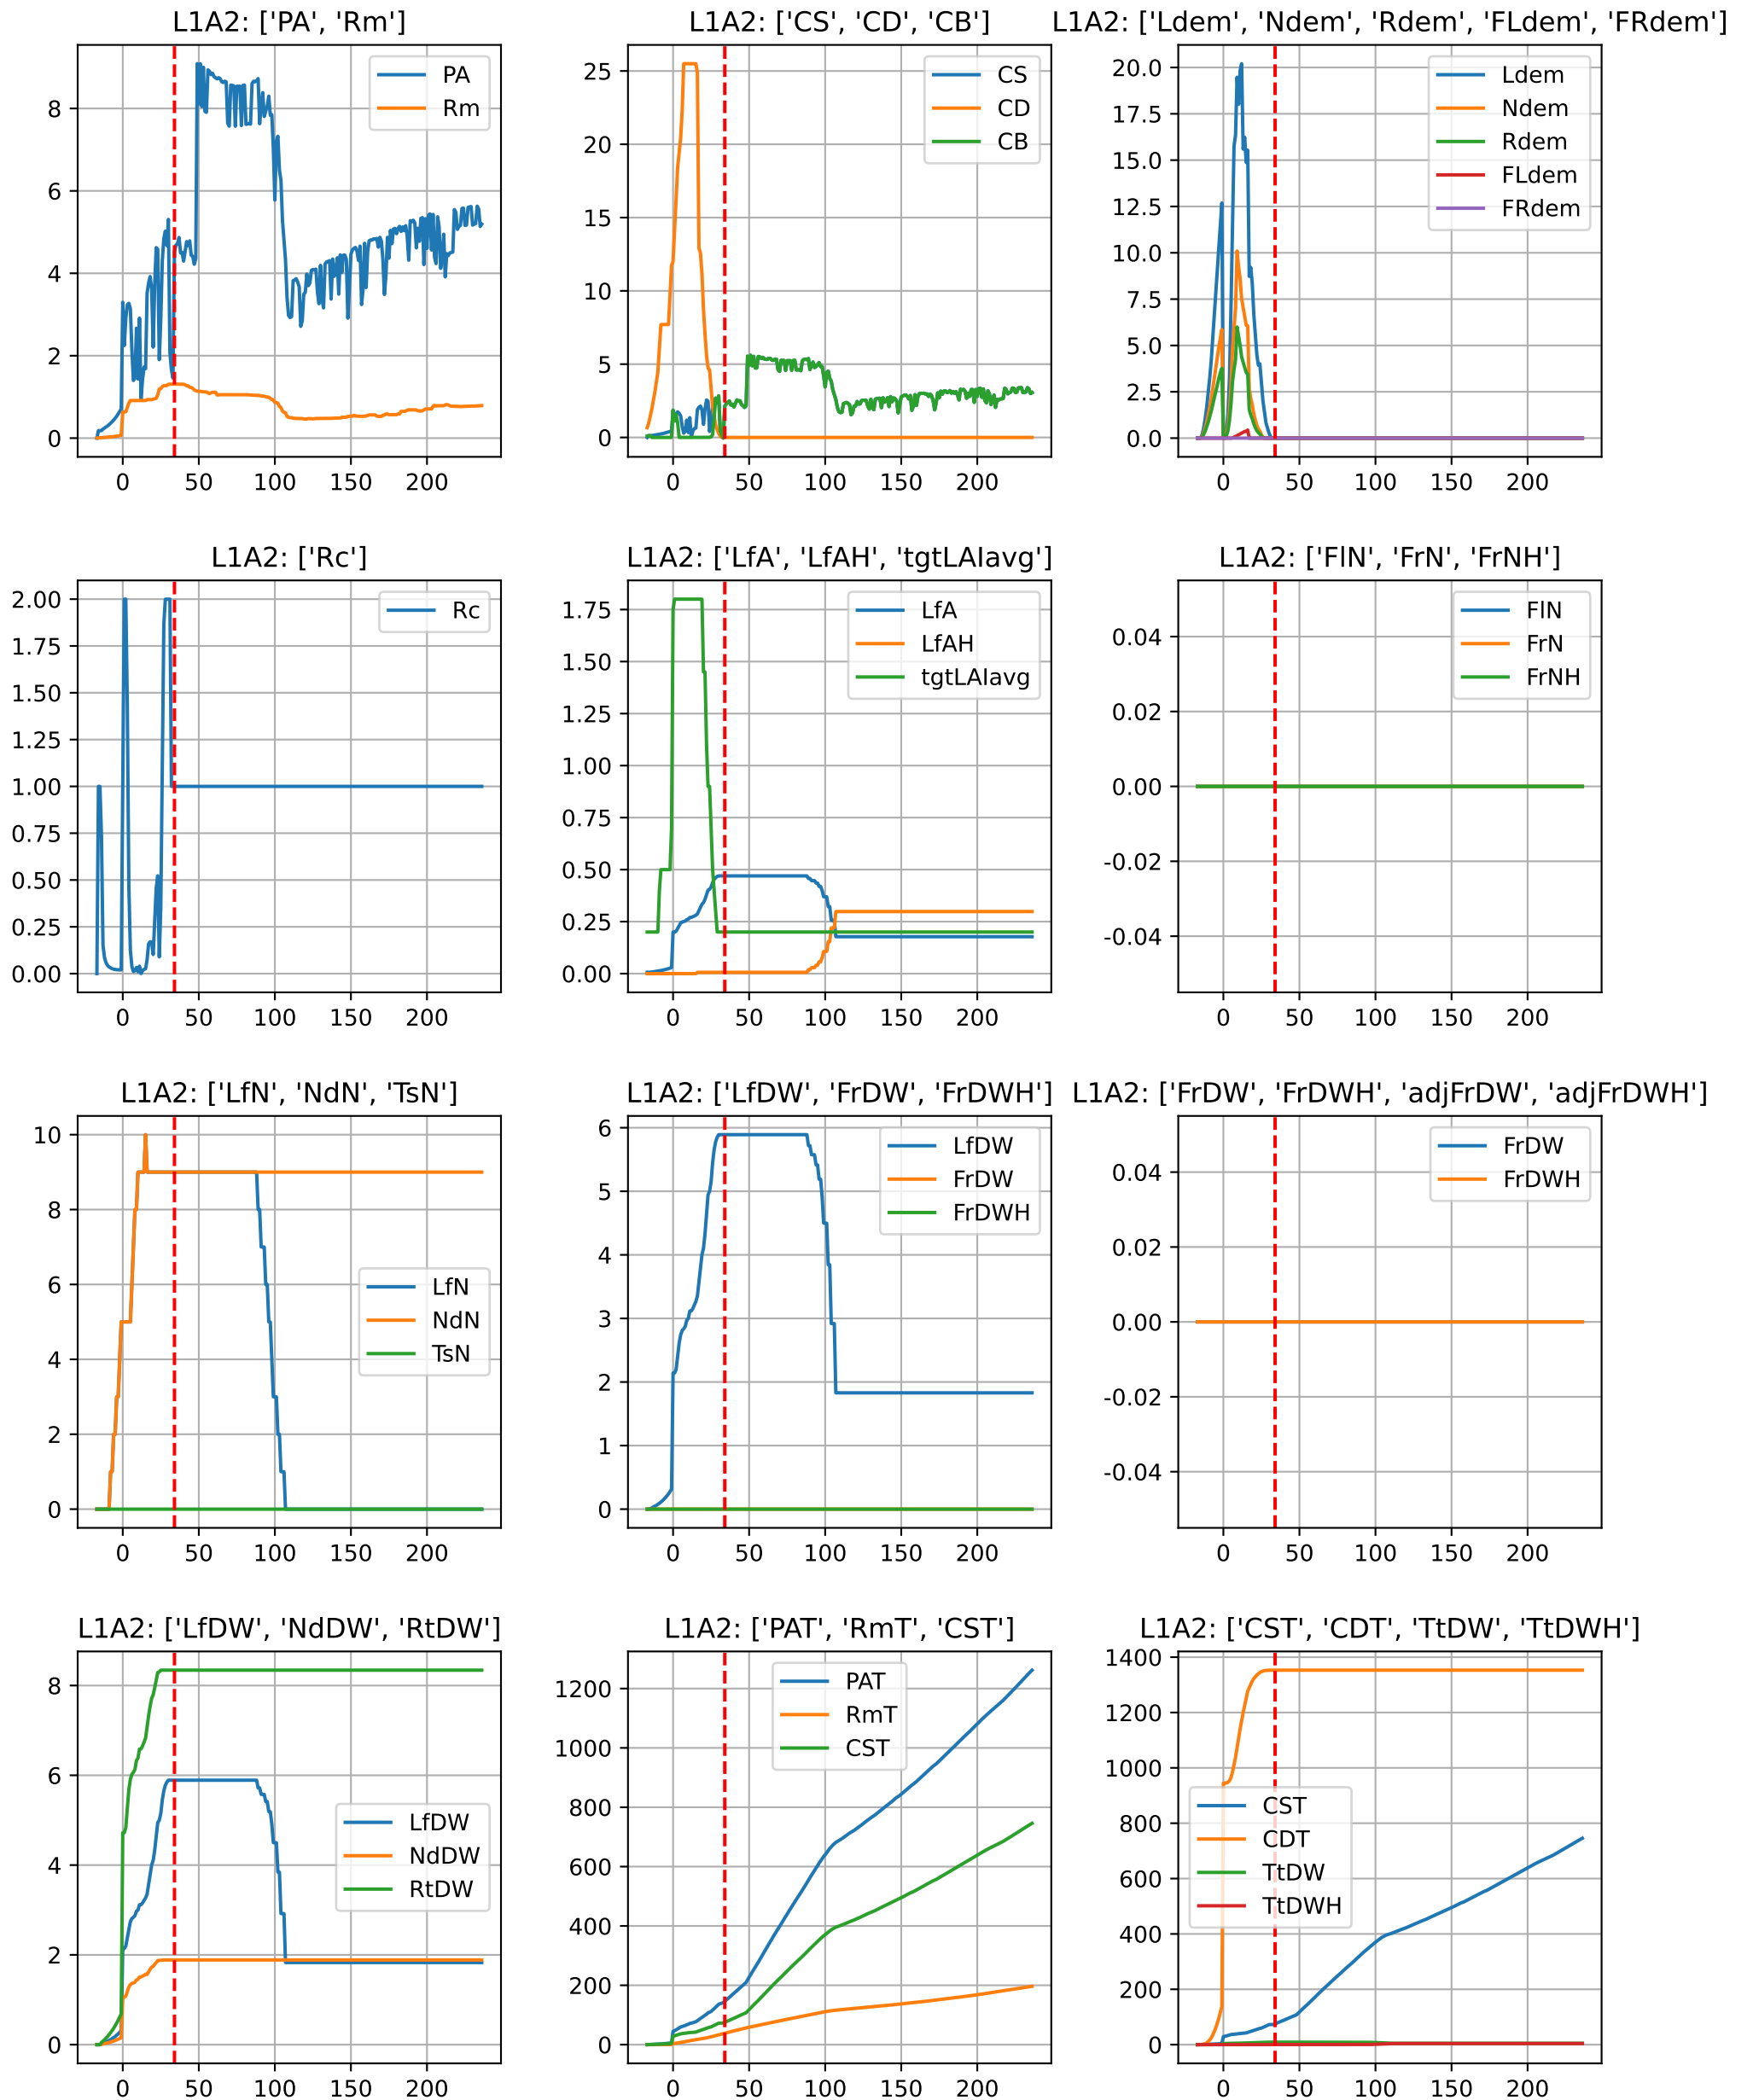 L1A2: ['PA', 'Rm']
PA
Rm
8
6
4
2
0
0 50 100 150 200
L1A2: ['CS', 'CD', 'CB']
CS
CD
CB
25
20
15
10
5
0
0 50 100 150 200
L1A2: ['Ldem', 'Ndem', 'Rdem', 'FLdem', 'FRdem']
Ldem
Ndem
Rdem
FLdem
FRdem
20.0
17.5
15.0
12.5
10.0
7.5
5.0
2.5
0.0
0 50 100 150 200
L1A2: ['Rc']
Rc
2.00
1.75
1.50
1.25
1.00
0.75
0.50
0.25
0.00
0 50 100 150 200
L1A2: ['LfA', 'LfAH', 'tgtLAIavg']
LfA
LfAH
tgtLAIavg
1.75
1.50
1.25
1.00
0.75
0.50
0.25
0.00
0 50 100 150 200
L1A2: ['FlN', 'FrN', 'FrNH']
FlN
FrN
FrNH
0.04
0.02
0.00
-0.02
-0.04
0 50 100 150 200
L1A2: ['LfN', 'NdN', 'TsN']
LfN
NdN
TsN
10
8
6
4
2
0
0 50 100 150 200
L1A2: ['LfDW', 'FrDW', 'FrDWH']
LfDW
FrDW
FrDWH
6
5
4
3
2
1
0
0 50 100 150 200
L1A2: ['FrDW', 'FrDWH', 'adjFrDW', 'adjFrDWH']
FrDW
FrDWH
0.04
0.02
0.00
-0.02
-0.04
0 50 100 150 200
L1A2: ['LfDW', 'NdDW', 'RtDW']
LfDW
NdDW
RtDW
8
6
4
2
0
0 50 100 150 200
L1A2: ['PAT', 'RmT', 'CST']
PAT
RmT
CST
1200
1000
800
600
400
200
0
0 50 100 150 200
L1A2: ['CST', 'CDT', 'TtDW', 'TtDWH']
CST
CDT
TtDW
TtDWH
1400
1200
1000
800
600
400
200
0
0 50 100 150 200